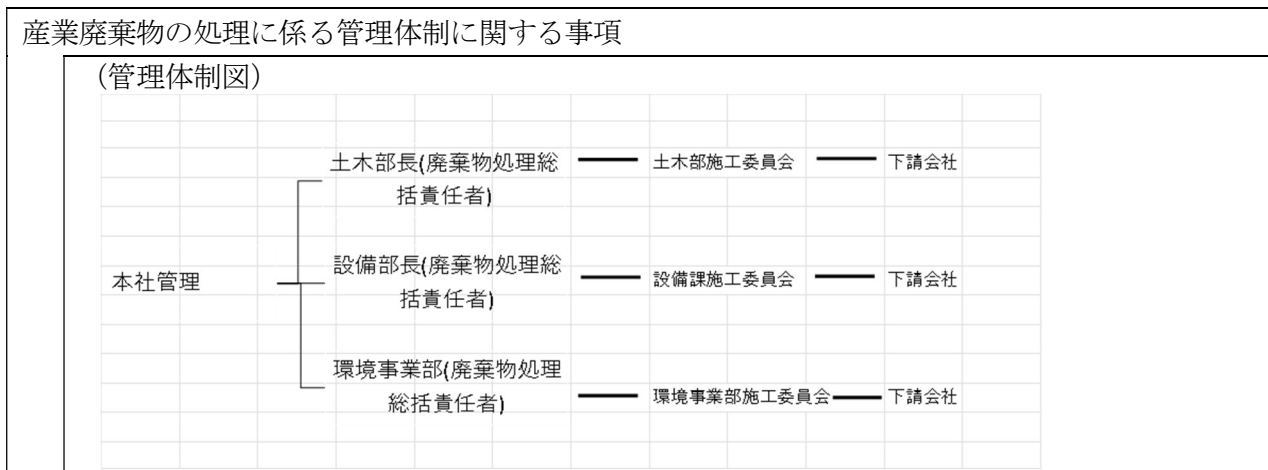 産業廃棄物の処理に係る管理体制に関する事項
(管理体制図)
土木部長(廃棄物処理総
括責任者)
土木部施工委員会
下請会社
本社管理
設備部長(廃棄物処理総
括責任者)
設備課施工委員会
下請会社
環境事業部(廃棄物処理
総括責任者)
環境事業部施工委員会
下請会社